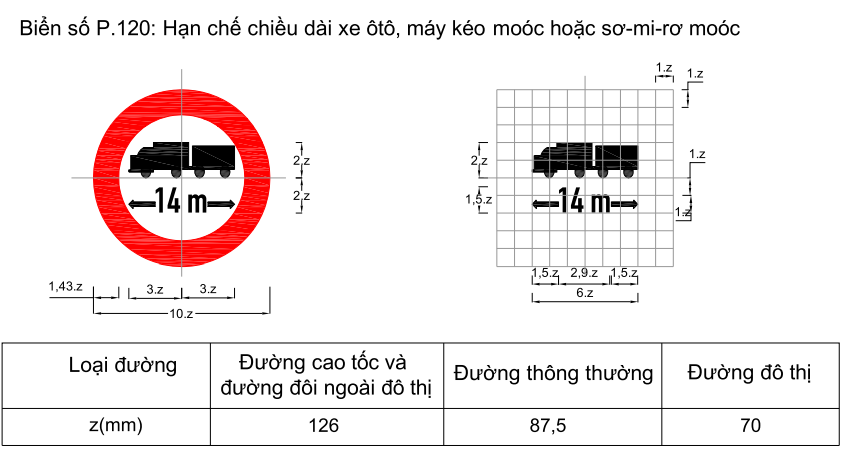 Biển số P.120: Hạn chế chiều dài xe ôtô, máy kéo moóc hoặc sơ-mi-rơ moóc
1.z
1.z
2.z
2.z
14 m
2.z
1,5.z
14 m
1.z
1.z
1,43.z
3.z
3.z
10.z
1,5.z
2,9.z
1,5.z
6.z
Loại đường
Đường cao tốc và
đường đôi ngoài đô thị
Đường thông thường
Đường đô thị
z(mm)
126
87,5
70